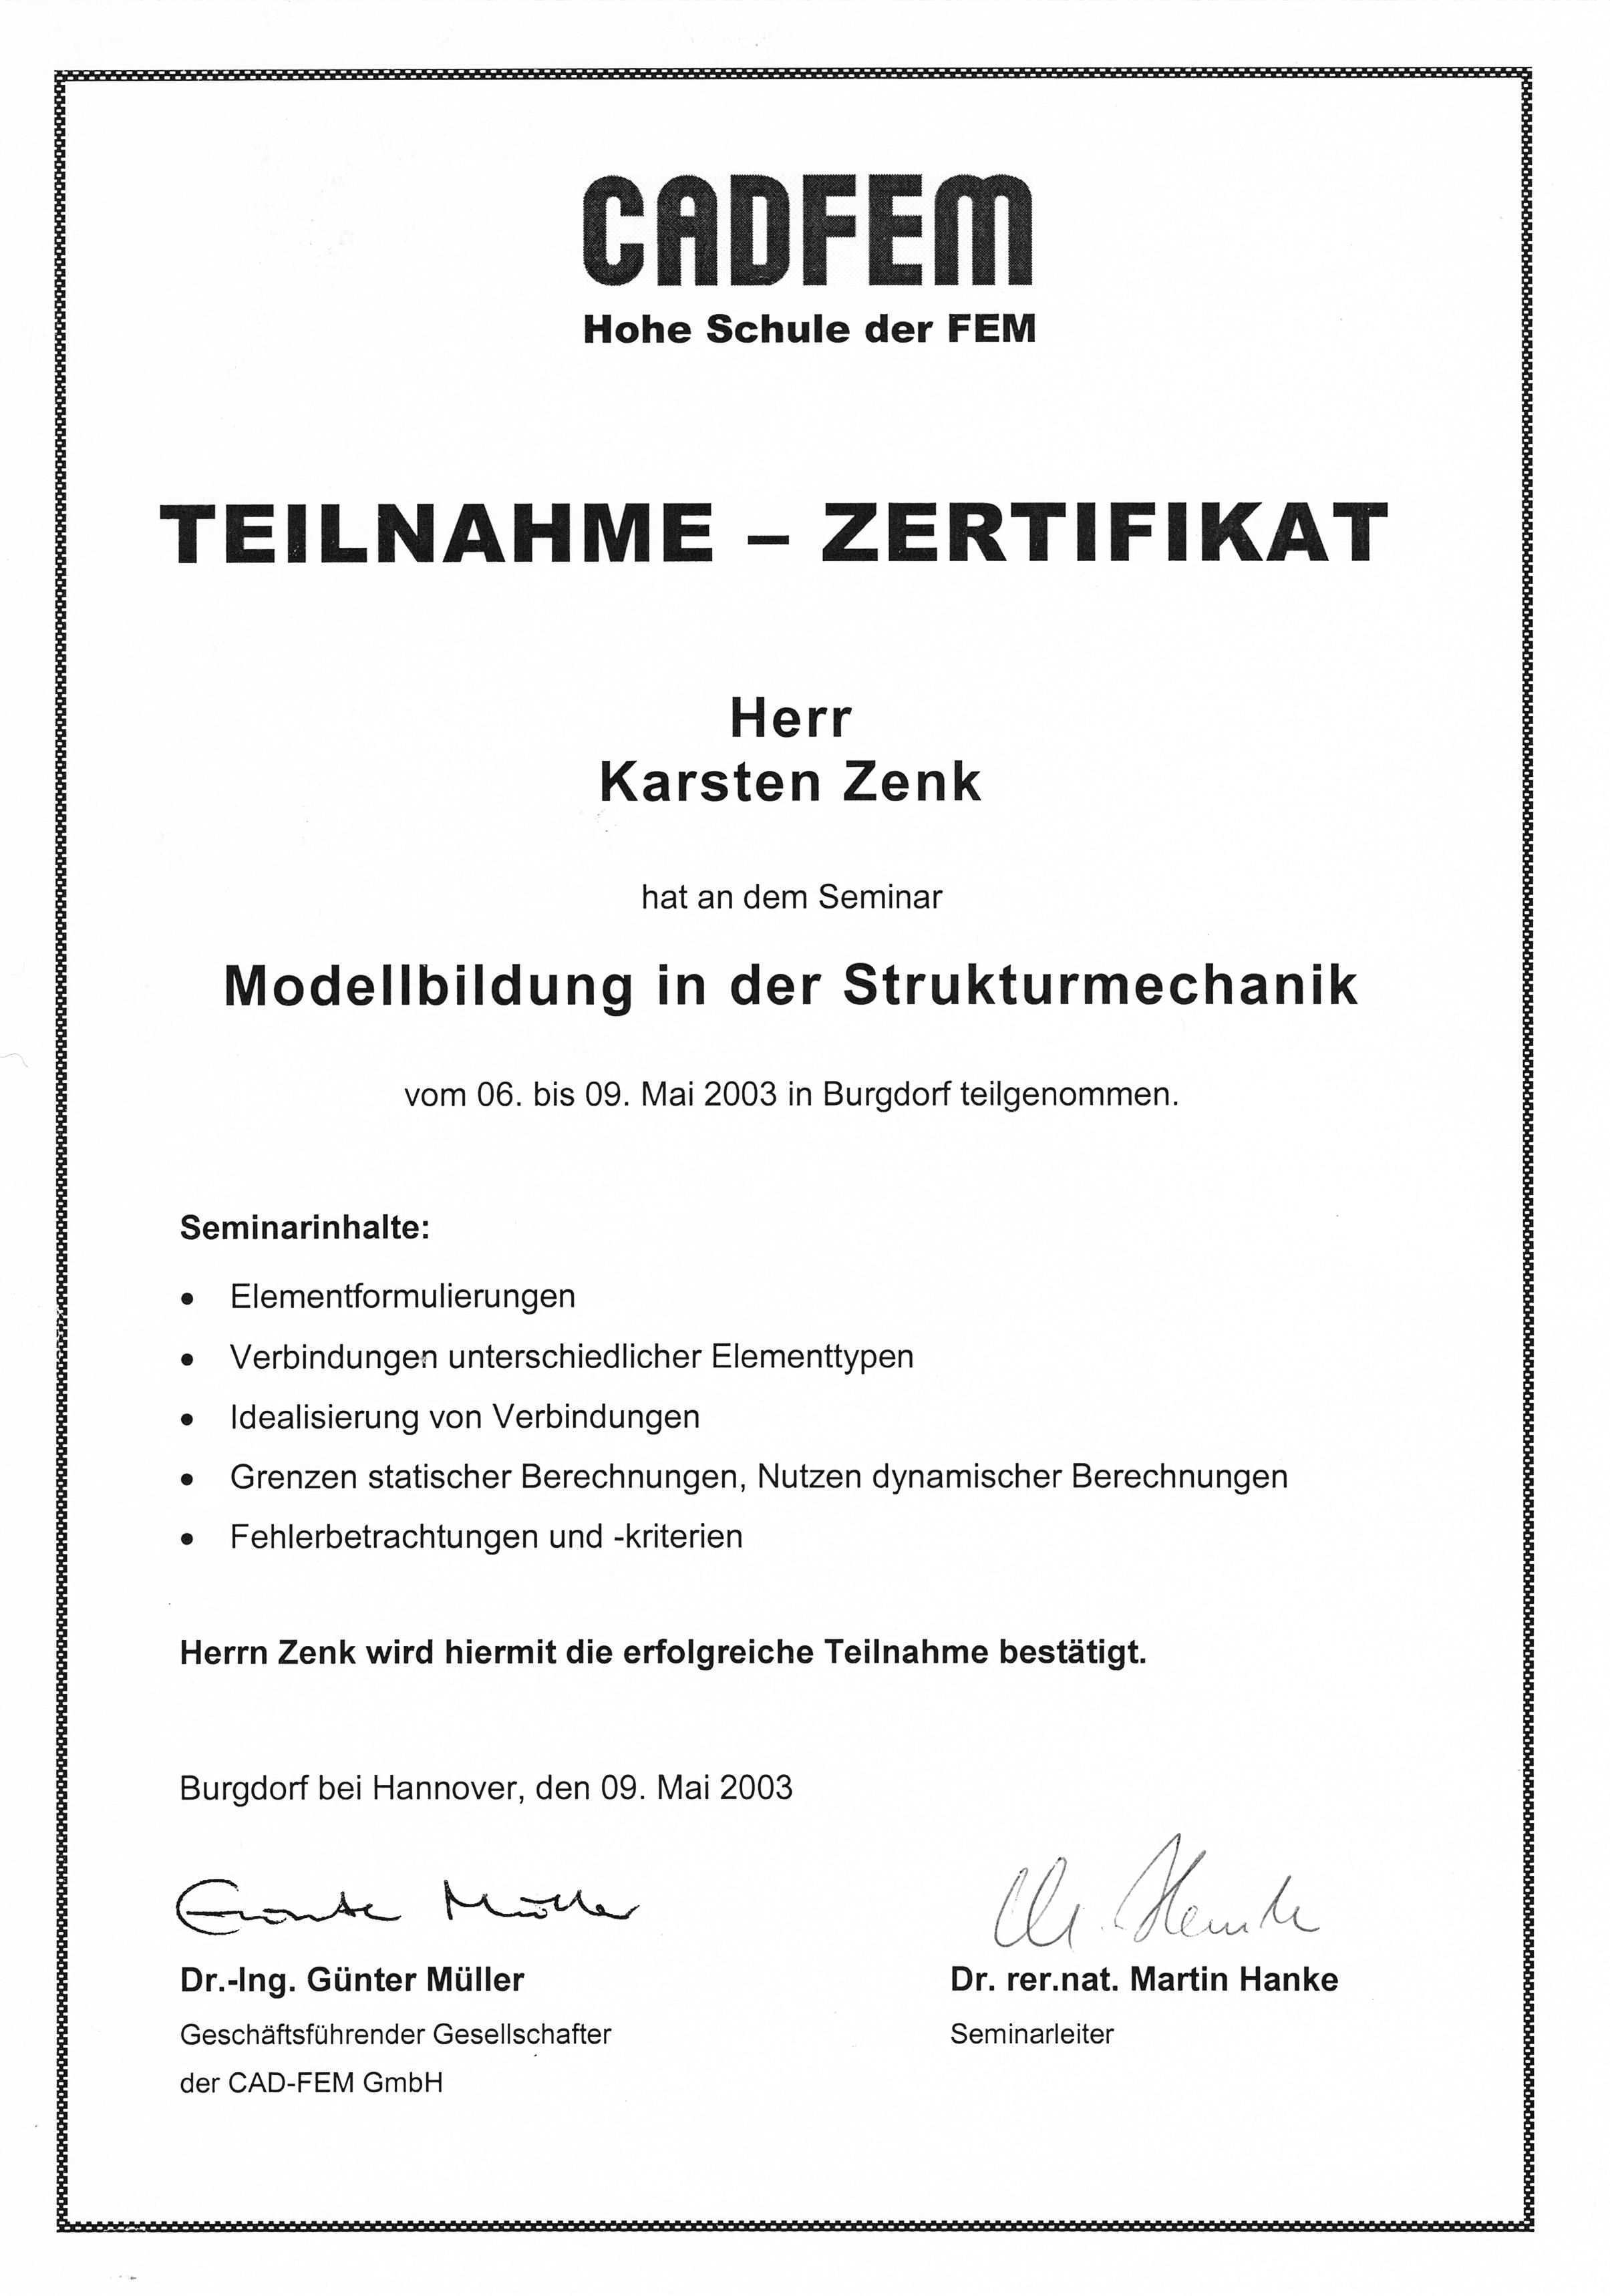 CADFEM
Hohe Schule der FEM
TEILNAHME – ZERTIFIKAT
Herr
Karsten Zenk
hat an dem Seminar
Modellbildung in der Strukturmechanik
vom 06. bis 09. Mai 2003 in Burgdorf teilgenommen.
Seminarinhalte:
• Elementformulierungen
• Verbindungen unterschiedlicher Elementtypen
• Idealisierung von Verbindungen
• Grenzen statischer Berechnungen, Nutzen dynamischer Berechnungen
• Fehlerbetrachtungen und -kriterien
Herrn Zenk wird hiermit die erfolgreiche Teilnahme bestätigt.
Burgdorf bei Hannover, den 09. Mai 2003
Günter Müller M. Hanke
Dr.-Ing. Günter Müller Dr. rer.nat. Martin Hanke
Geschäftsführender Gesellschafter Seminarleiter
der CAD-FEM GmbH